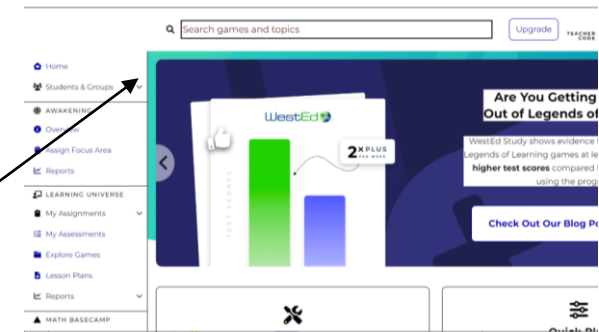 Search games and topics
Upgrade
TEACHER
CODE
Home
Students & Groups
AWAKENING
Overview
Assign Focus Area
Reports
LEARNING UNIVERSE
My Assignments
My Assessments
Explore Games
Lesson Plans
Reports
MATH BASECAMP
WestEd
TEST SCORES
2X PLUS
PER WEEK
Are You Getting
Out of Legends of
WestEd Study shows evidence
Legends of Learning games at le
higher test scores compared
using the prog
Check Out Our Blog Po